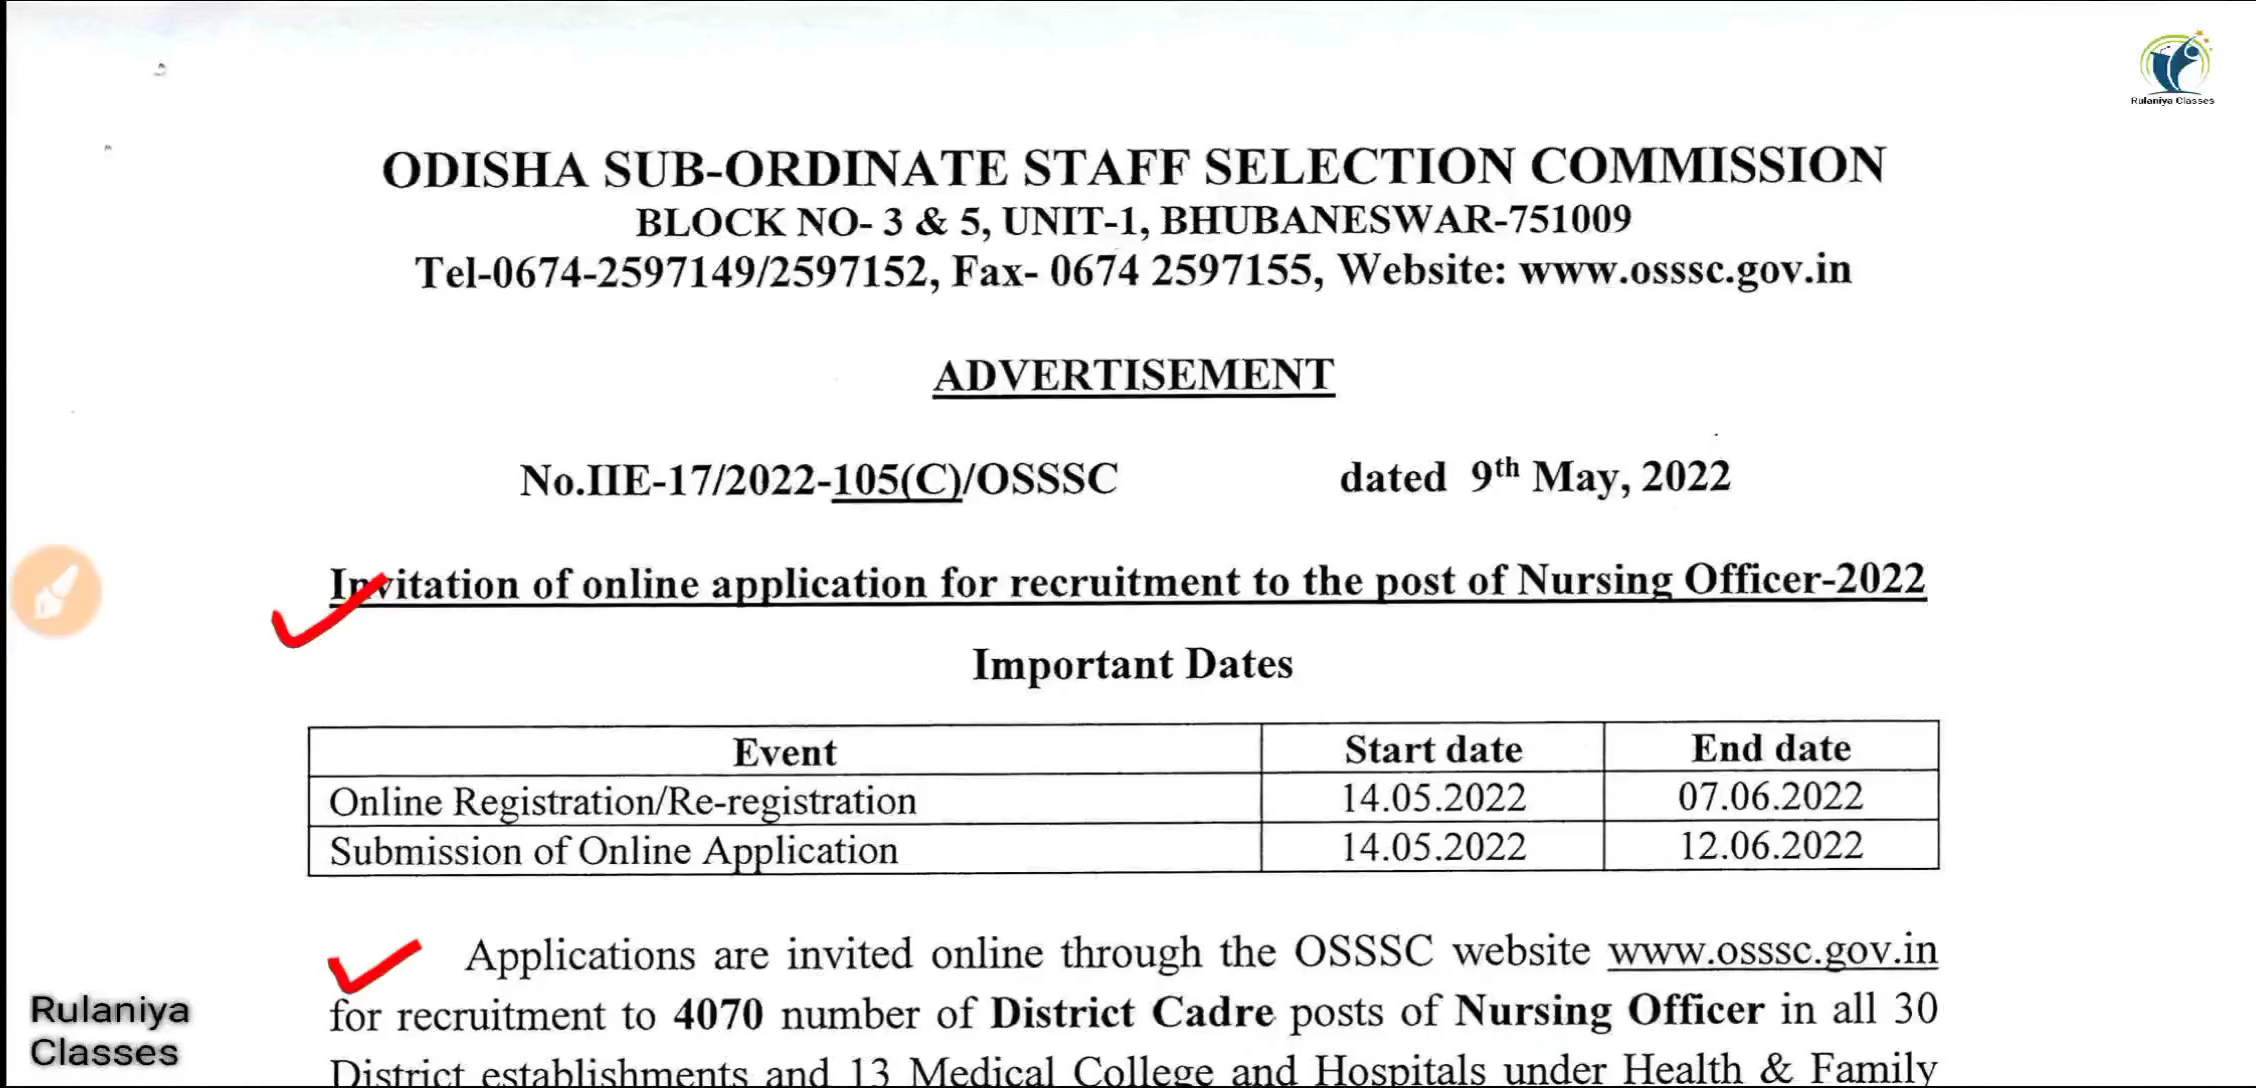 Rulaniya Classes
ODISHA SUB-ORDINATE STAFF SELECTION COMMISSION
BLOCK NO- 3 & 5, UNIT-1, BHUBANESWAR-751009
Tel-0674-2597149/2597152, Fax- 0674 2597155, Website: www.osssc.gov.in
ADVERTISEMENT
No.IIE-17/2022-105(C)/OSSSC dated 9th May, 2022
Invitation of online application for recruitment to the post of Nursing Officer-2022
Important Dates
Event Start date End date
Online Registration/Re-registration 14.05.2022 07.06.2022
Submission of Online Application 14.05.2022 12.06.2022
Applications are invited online through the OSSSC website www.osssc.gov.in
for recruitment to 4070 number of District Cadre posts of Nursing Officer in all 30
District establishments and 13 Medical College and Hospitals under Health & Family
Rulaniya
Classes